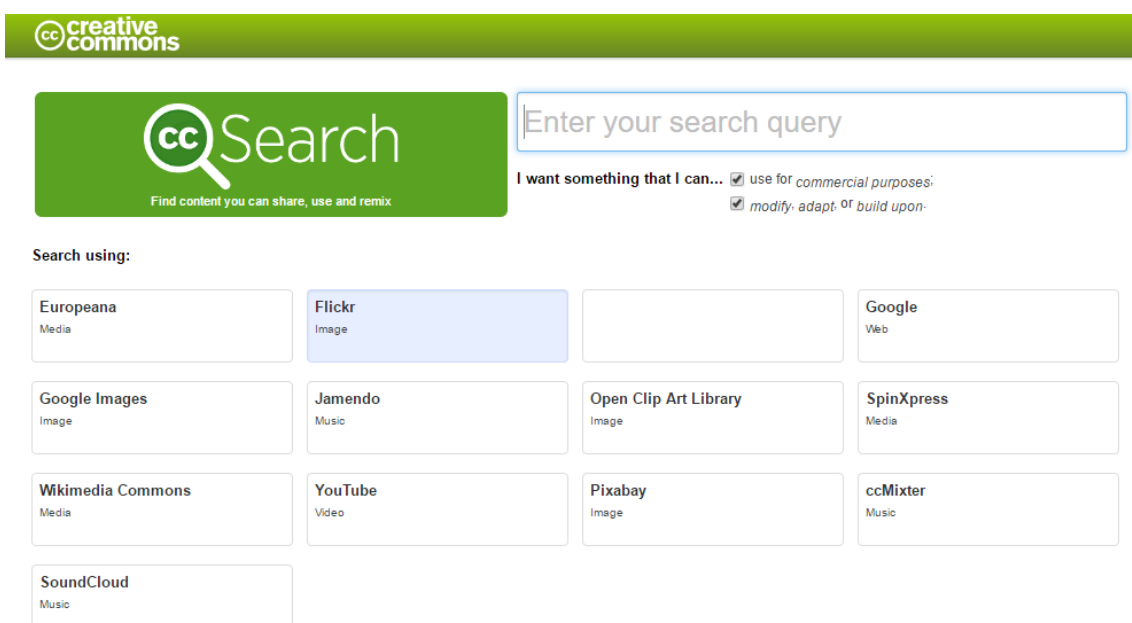 cc creative
commons
cc Search
Find content you can share, use and remix
Enter your search query
I want something that I can... use for commercial purposes;
modify, adapt, or build upon.
Search using:
Europeana
Media
Flickr
Image
Google
Web
Google Images
Image
Jamendo
Music
Open Clip Art Library
Image
SpinXpress
Media
Wikimedia Commons
Media
YouTube
Video
Pixabay
Image
ccMixter
Music
SoundCloud
Music